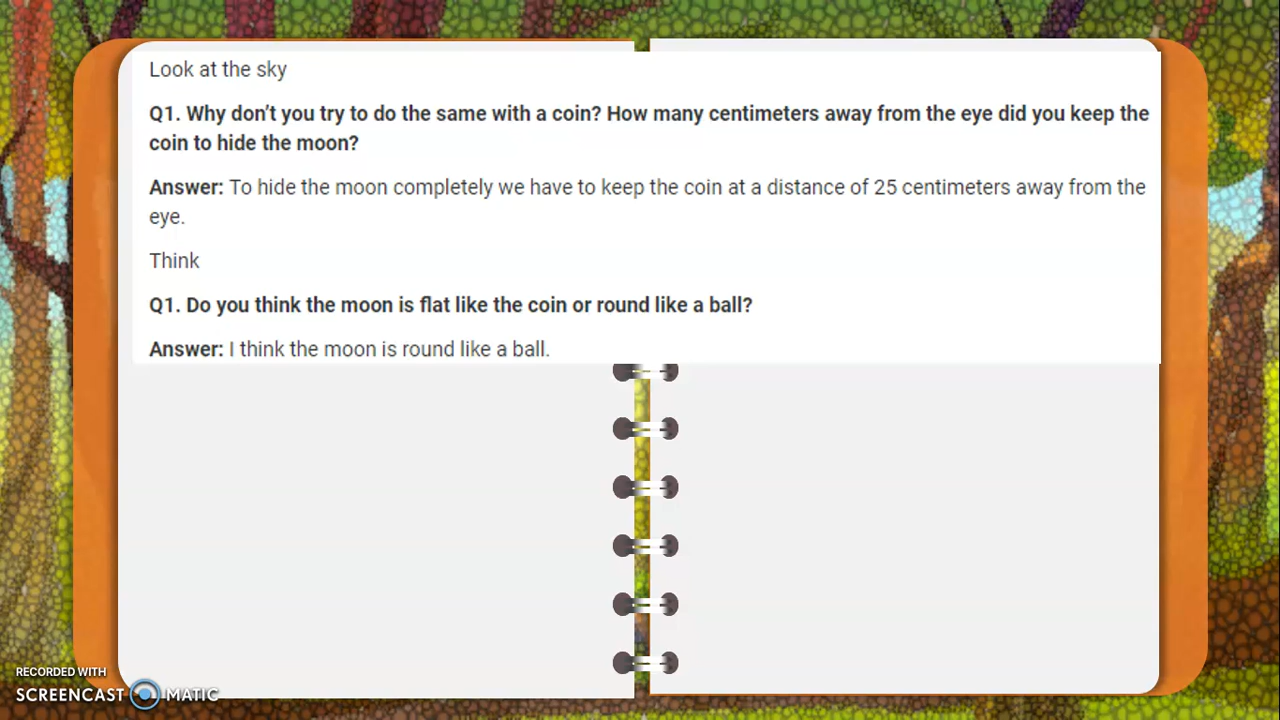 Look at the sky
Q1. Why don't you try to do the same with a coin? How many centimeters away from the eye did you keep the
coin to hide the moon?
Answer: To hide the moon completely we have to keep the coin at a distance of 25 centimeters away from the
eye.
Think
Q1. Do you think the moon is flat like the coin or round like a ball?
Answer: I think the moon is round like a ball.
RECORDED WITH
SCREENCAST MATIC